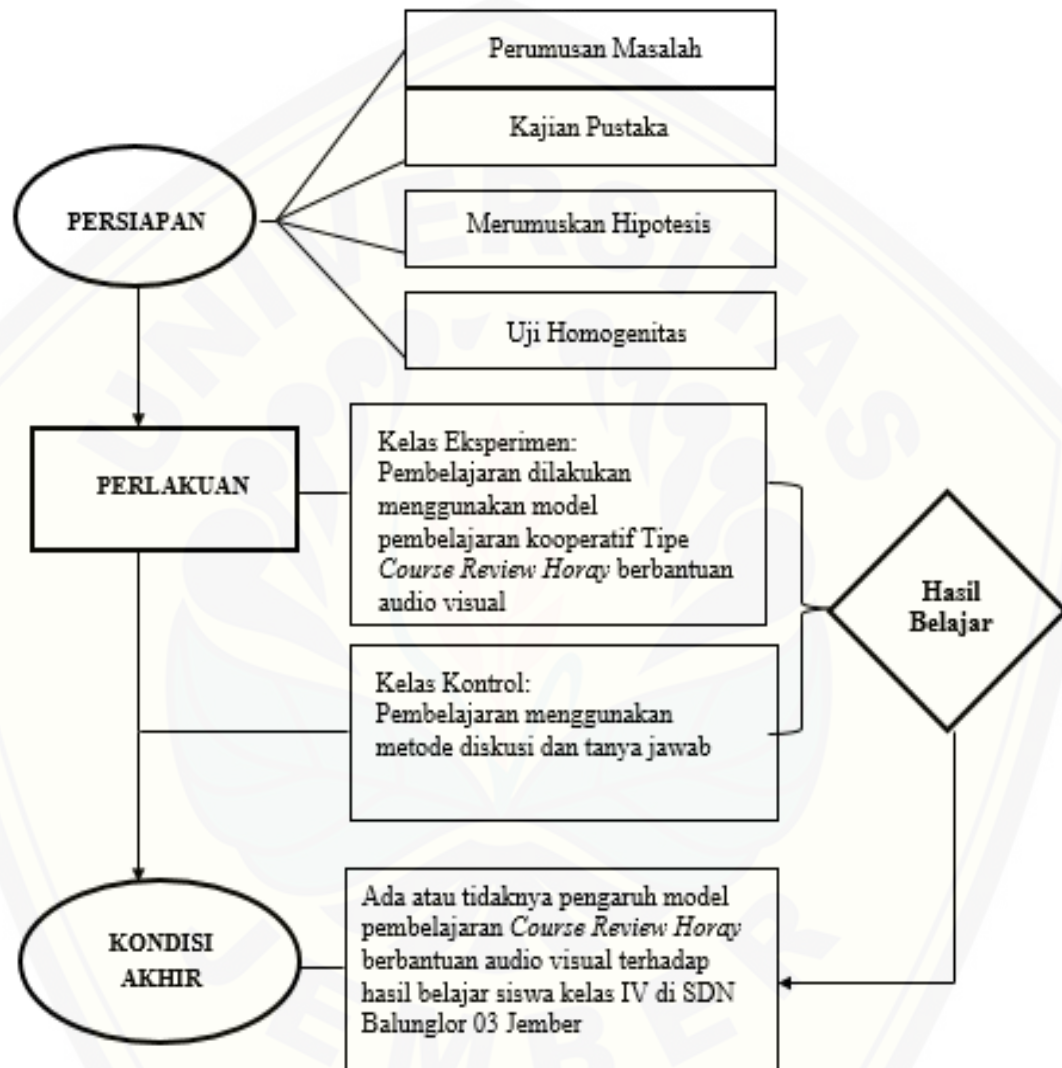 Perumusan Masalah
Kajian Pustaka
PERSIAPAN
Merumuskan Hipotesis
Uji Homogenitas
PERLAKUAN
Kelas Eksperimen:
Pembelajaran dilakukan
menggunakan model
pembelajaran kooperatif Tipe
Course Review Horay berbantuan
audio visual
Hasil
Belajar
Kelas Kontrol:
Pembelajaran menggunakan
metode diskusi dan tanya jawab
KONDISI
AKHIR
Ada atau tidaknya pengaruh model
pembelajaran Course Review Horay
berbantuan audio visual terhadap
hasil belajar siswa kelas IV di SDN
Balunglor 03 Jember
UNIVERSITAS
JEMBER